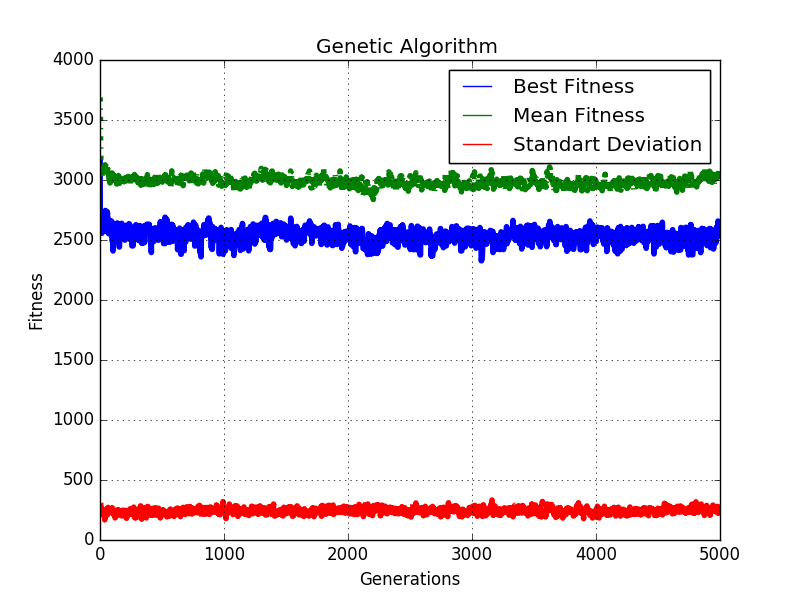 Genetic Algorithm
4000
3500
3000
2500
2000
1500
1000
500
0
Fitness
Best Fitness
Mean Fitness
Standart Deviation
0 1000 2000 3000 4000 5000
Generations